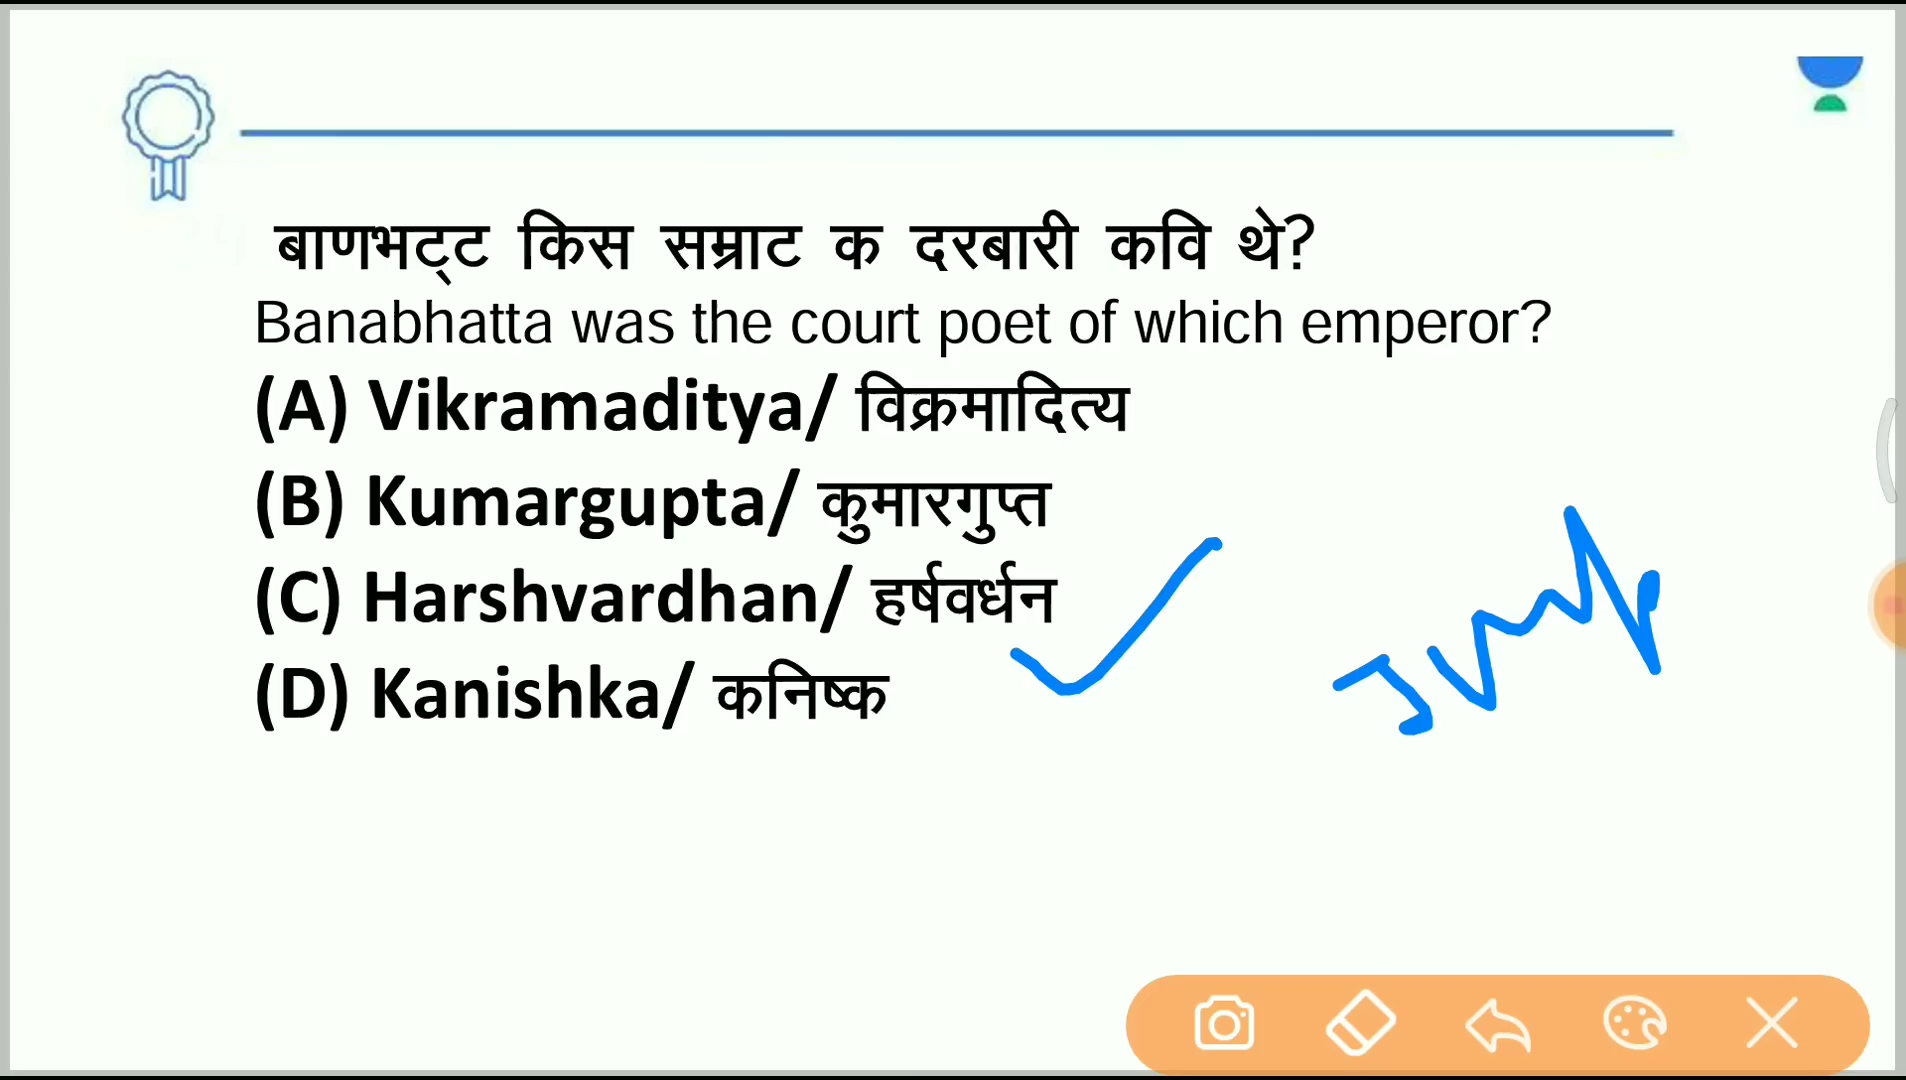 बाणभट्ट किस सम्राट क दरबारी कवि थे?
Banabhatta was the court poet of which emperor?
(A) Vikramaditya/ विक्रमादित्य
(B) Kumargupta/ कुमारगुप्त
(C) Harshvardhan/ हर्षवर्धन
(D) Kanishka/ कनिष्क